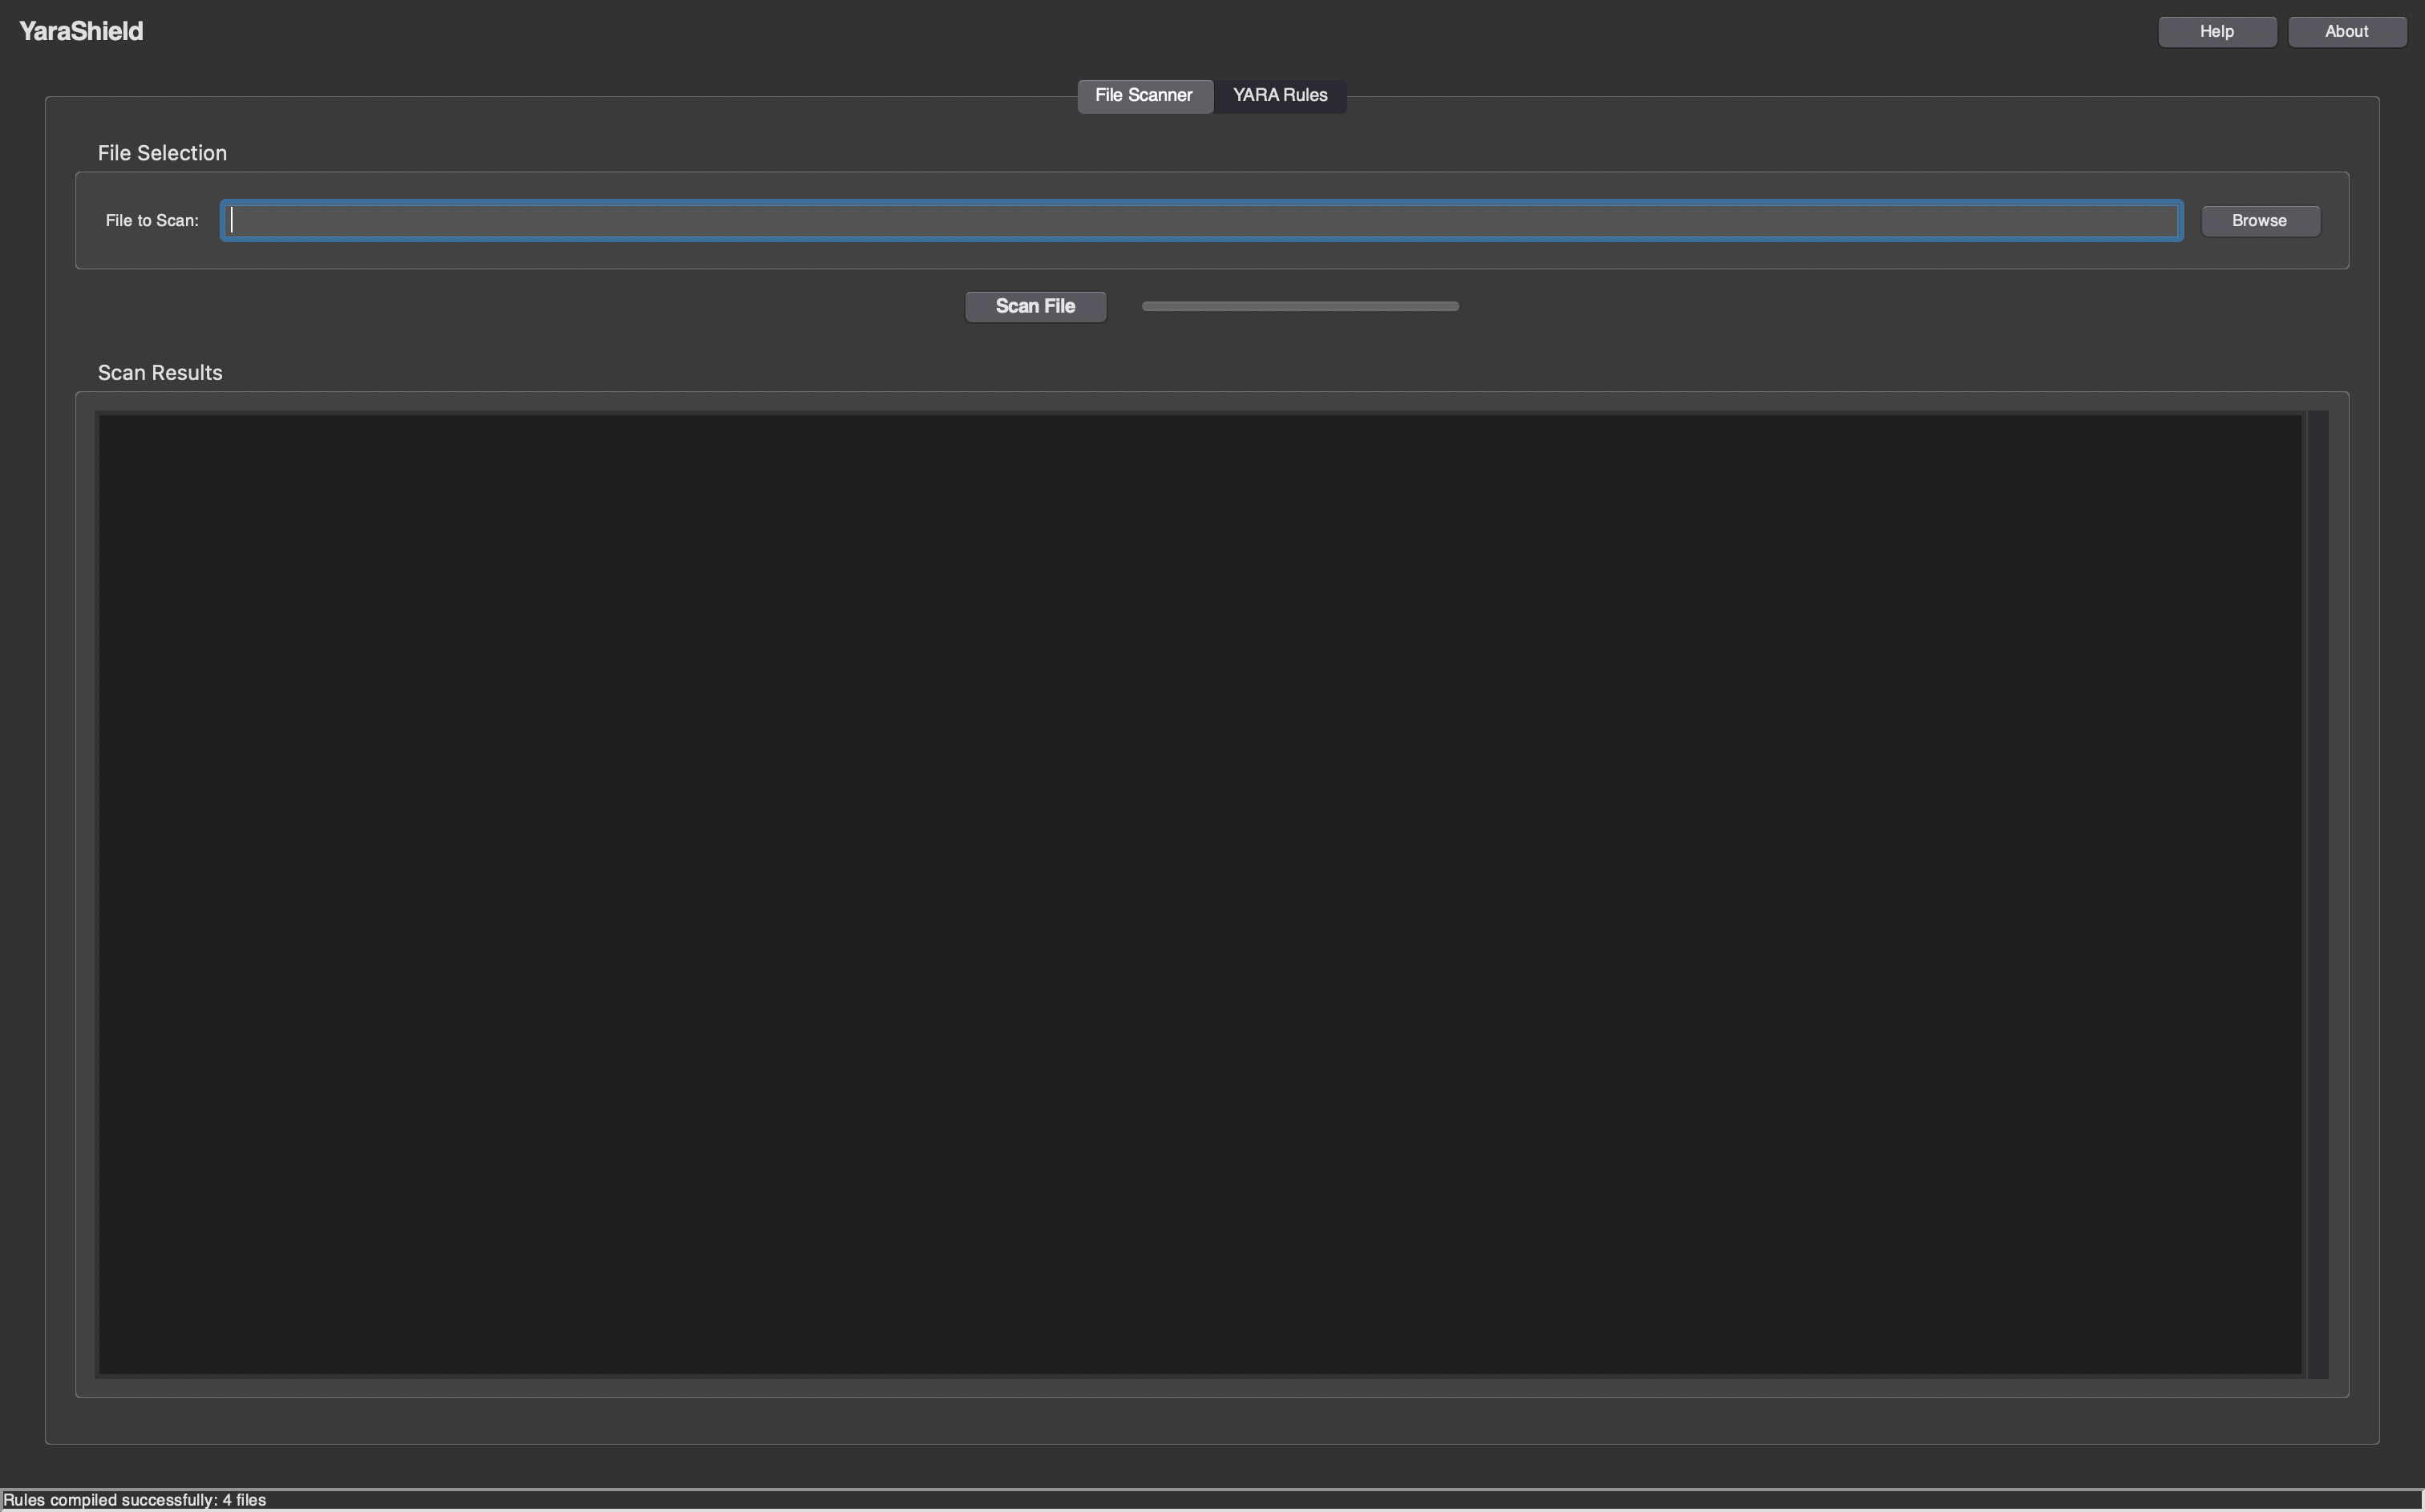 YaraShield
Help
About
File Scanner
YARA Rules
File Selection
File to Scan:
Browse
Scan File
Scan Results
Rules compiled successfully: 4 files